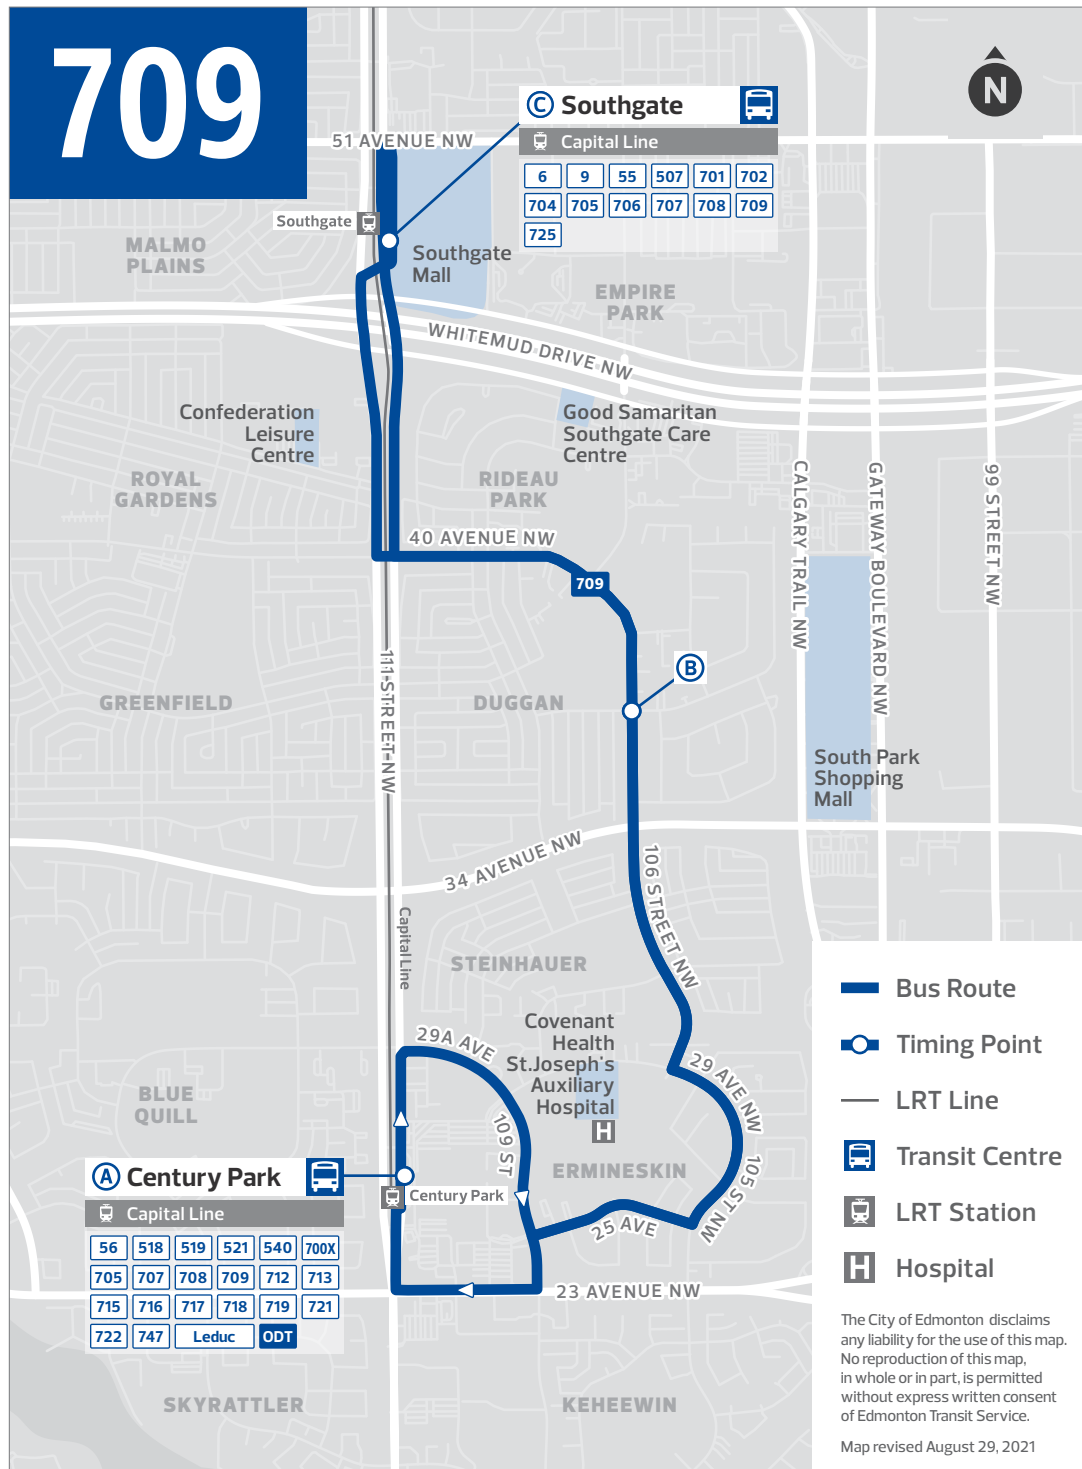 709
51 AVENUE NW
C Southgate
Capital Line
6 9 55 507 701 702
704 705 706 707 708 709
725
Southgate
MALMO
PLAINS
Southgate
Mall
EMPIRE
PARK
WHITEMUD DRIVE NW
N
Confederation
Leisure
Centre
Good Samaritan
Southgate Care
Centre
ROYAL
GARDENS
RIDEAU
PARK
CALGARY TRAIL NW
GATEWAY BOULEVARD NW
99 STREET NW
40 AVENUE NW
709
B
111 STREET NW
GREENFIELD
DUGGAN
South Park
Shopping
Mall
34 AVENUE NW
106 STREET NW
Capital Line
STEINHAUER
Covenant
Health
St.Joseph's
Auxiliary
Hospital
H
29A AVE
29 AVE NW
109 ST
105 ST NW
BLUE
QUILL
ERMINESKIN
25 AVE
A Century Park
Capital Line
56 518 519 521 540 700X
705 707 708 709 712 713
715 716 717 718 719 721
722 747 Leduc ODT
Century Park
23 AVENUE NW
SKYRATTLER
KEHEEWIN
Bus Route
Timing Point
LRT Line
Transit Centre
LRT Station
H Hospital
The City of Edmonton disclaims
any liability for the use of this map.
No reproduction of this map,
in whole or in part, is permitted
without express written consent
of Edmonton Transit Service.
Map revised August 29, 2021